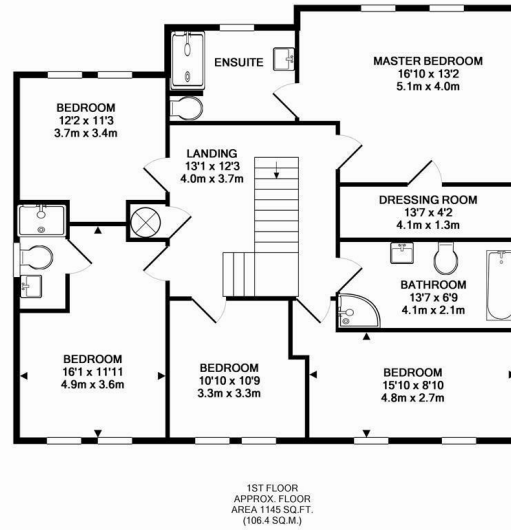 ENSUITE
MASTER BEDROOM
16'10 x 13'2
5.1m x 4.0m
BEDROOM
12'2 x 11'3
3.7m x 3.4m
LANDING
13'1 x 12'3
4.0m x 3.7m
DRESSING ROOM
13'7 x 4'2
4.1m x 1.3m
BATHROOM
13'7 x 6'9
4.1m x 2.1m
BEDROOM
16'1 x 11'11
4.9m x 3.6m
BEDROOM
10'10 x 10'9
3.3m x 3.3m
BEDROOM
15'10 x 8'10
4.8m x 2.7m
1ST FLOOR
APPROX. FLOOR
AREA 1145 SQ.FT.
(106.4 SQ.M.)